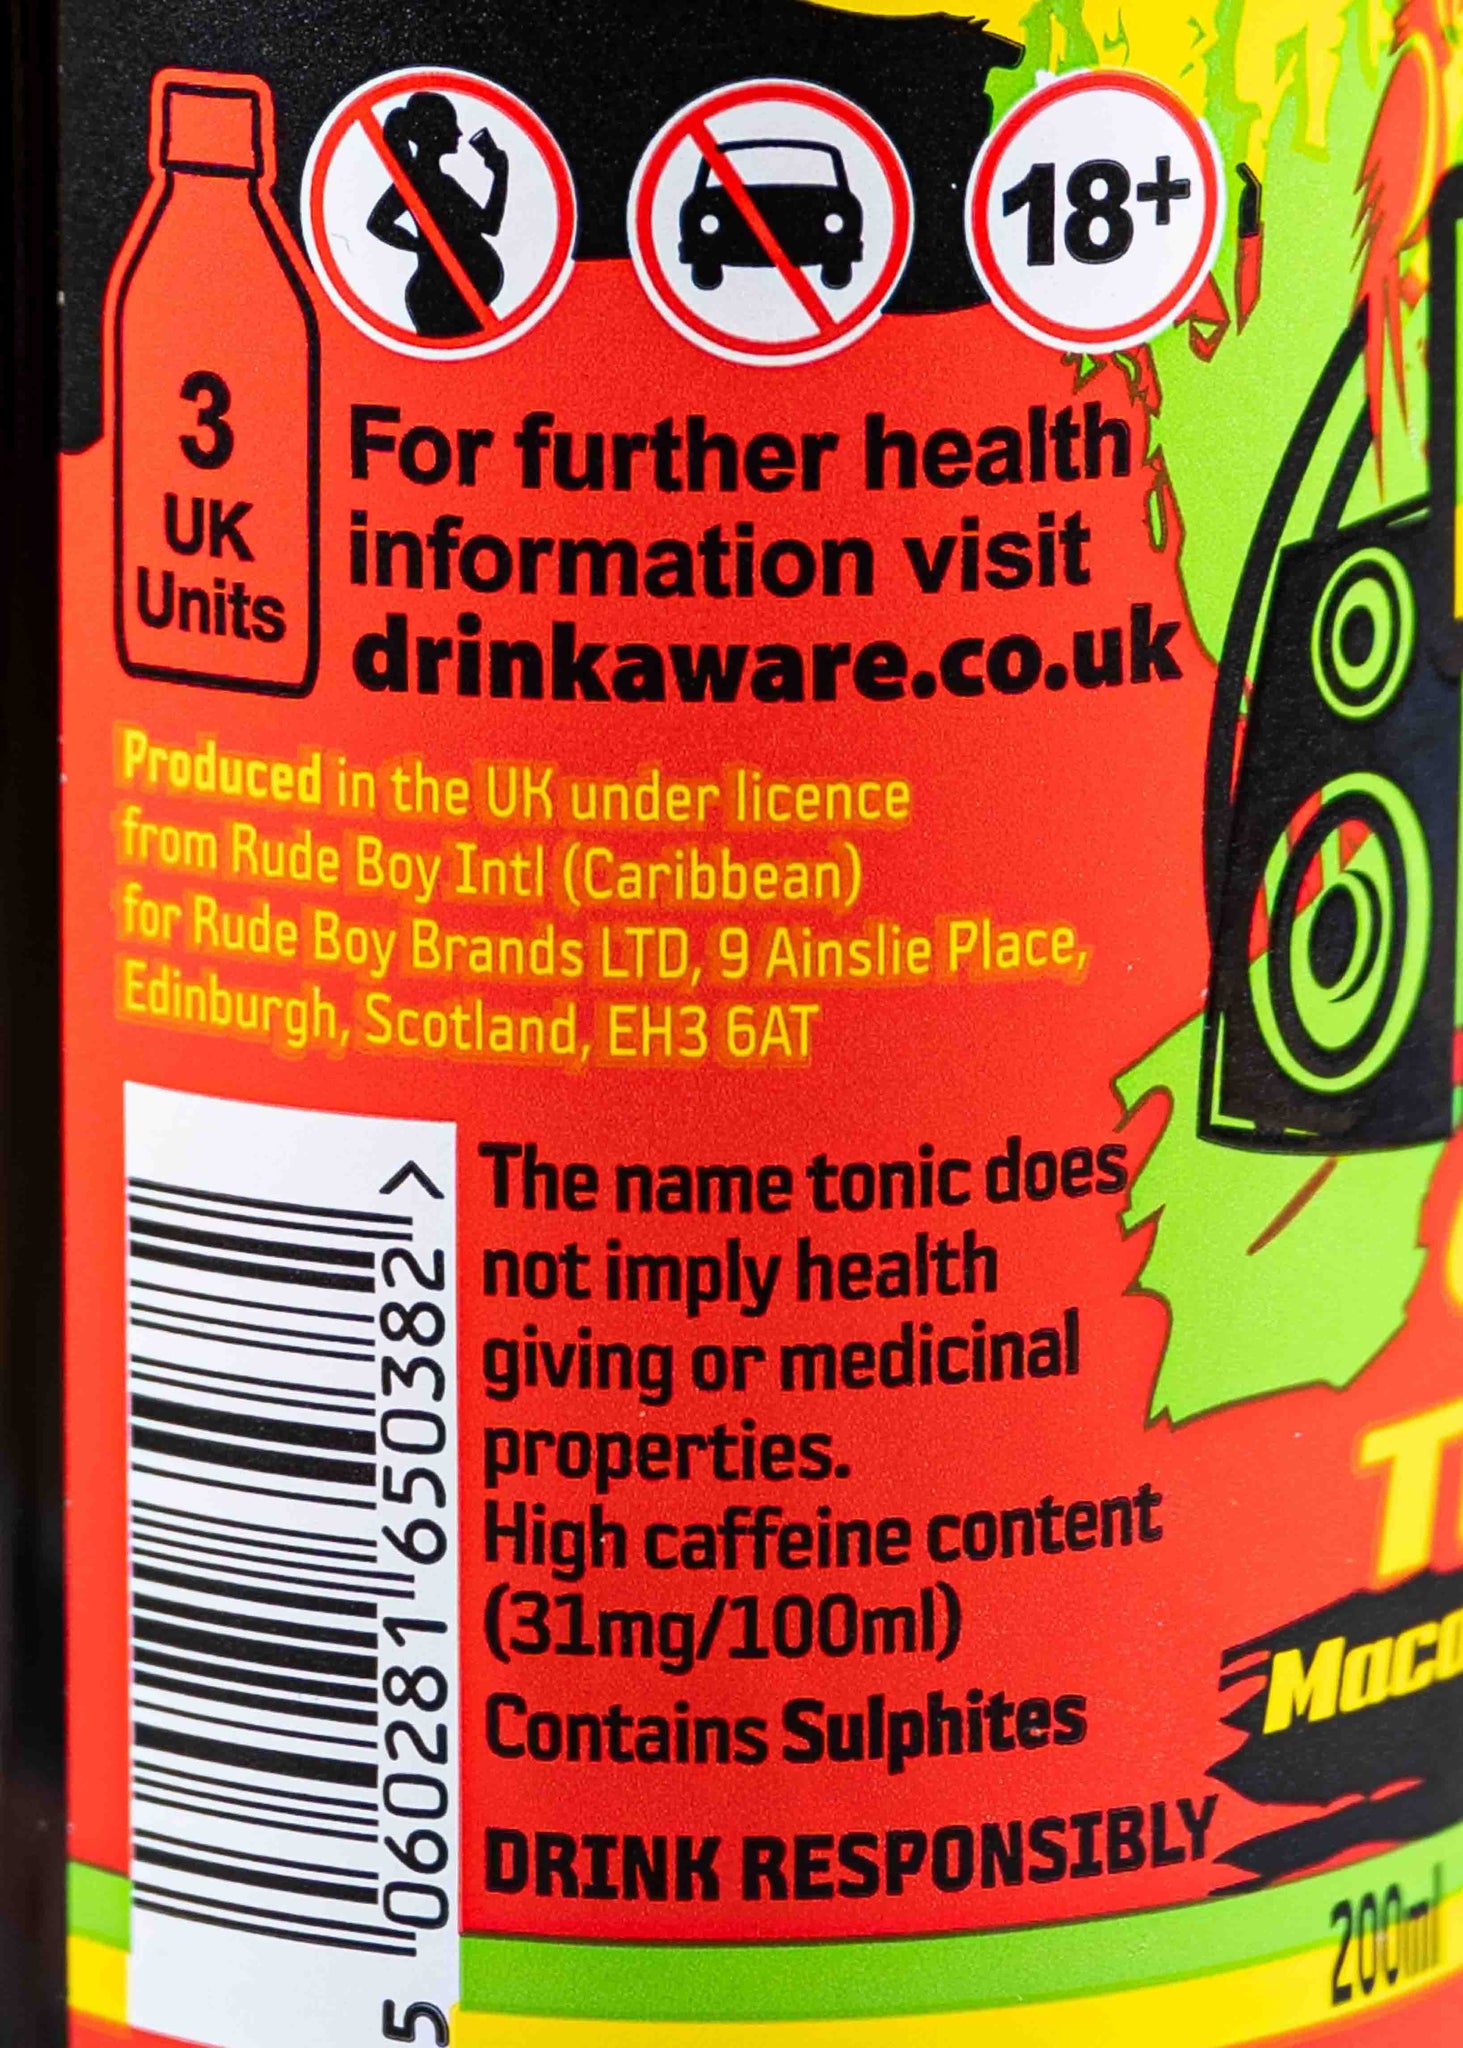 18+
3
UK
Units
For further health
information visit
drinkaware.co.uk
Produced in the UK under licence
from Rude Boy Intl (Caribbean)
for Rude Boy Brands LTD, 9 Ainslie Place,
Edinburgh, Scotland, EH3 6AT
The name tonic does
not imply health
giving or medicinal
properties.
High caffeine content
(31mg/100ml)
Contains Sulphites
DRINK RESPONSIBLY
5 060281 650382 >
T
Maco
200ml